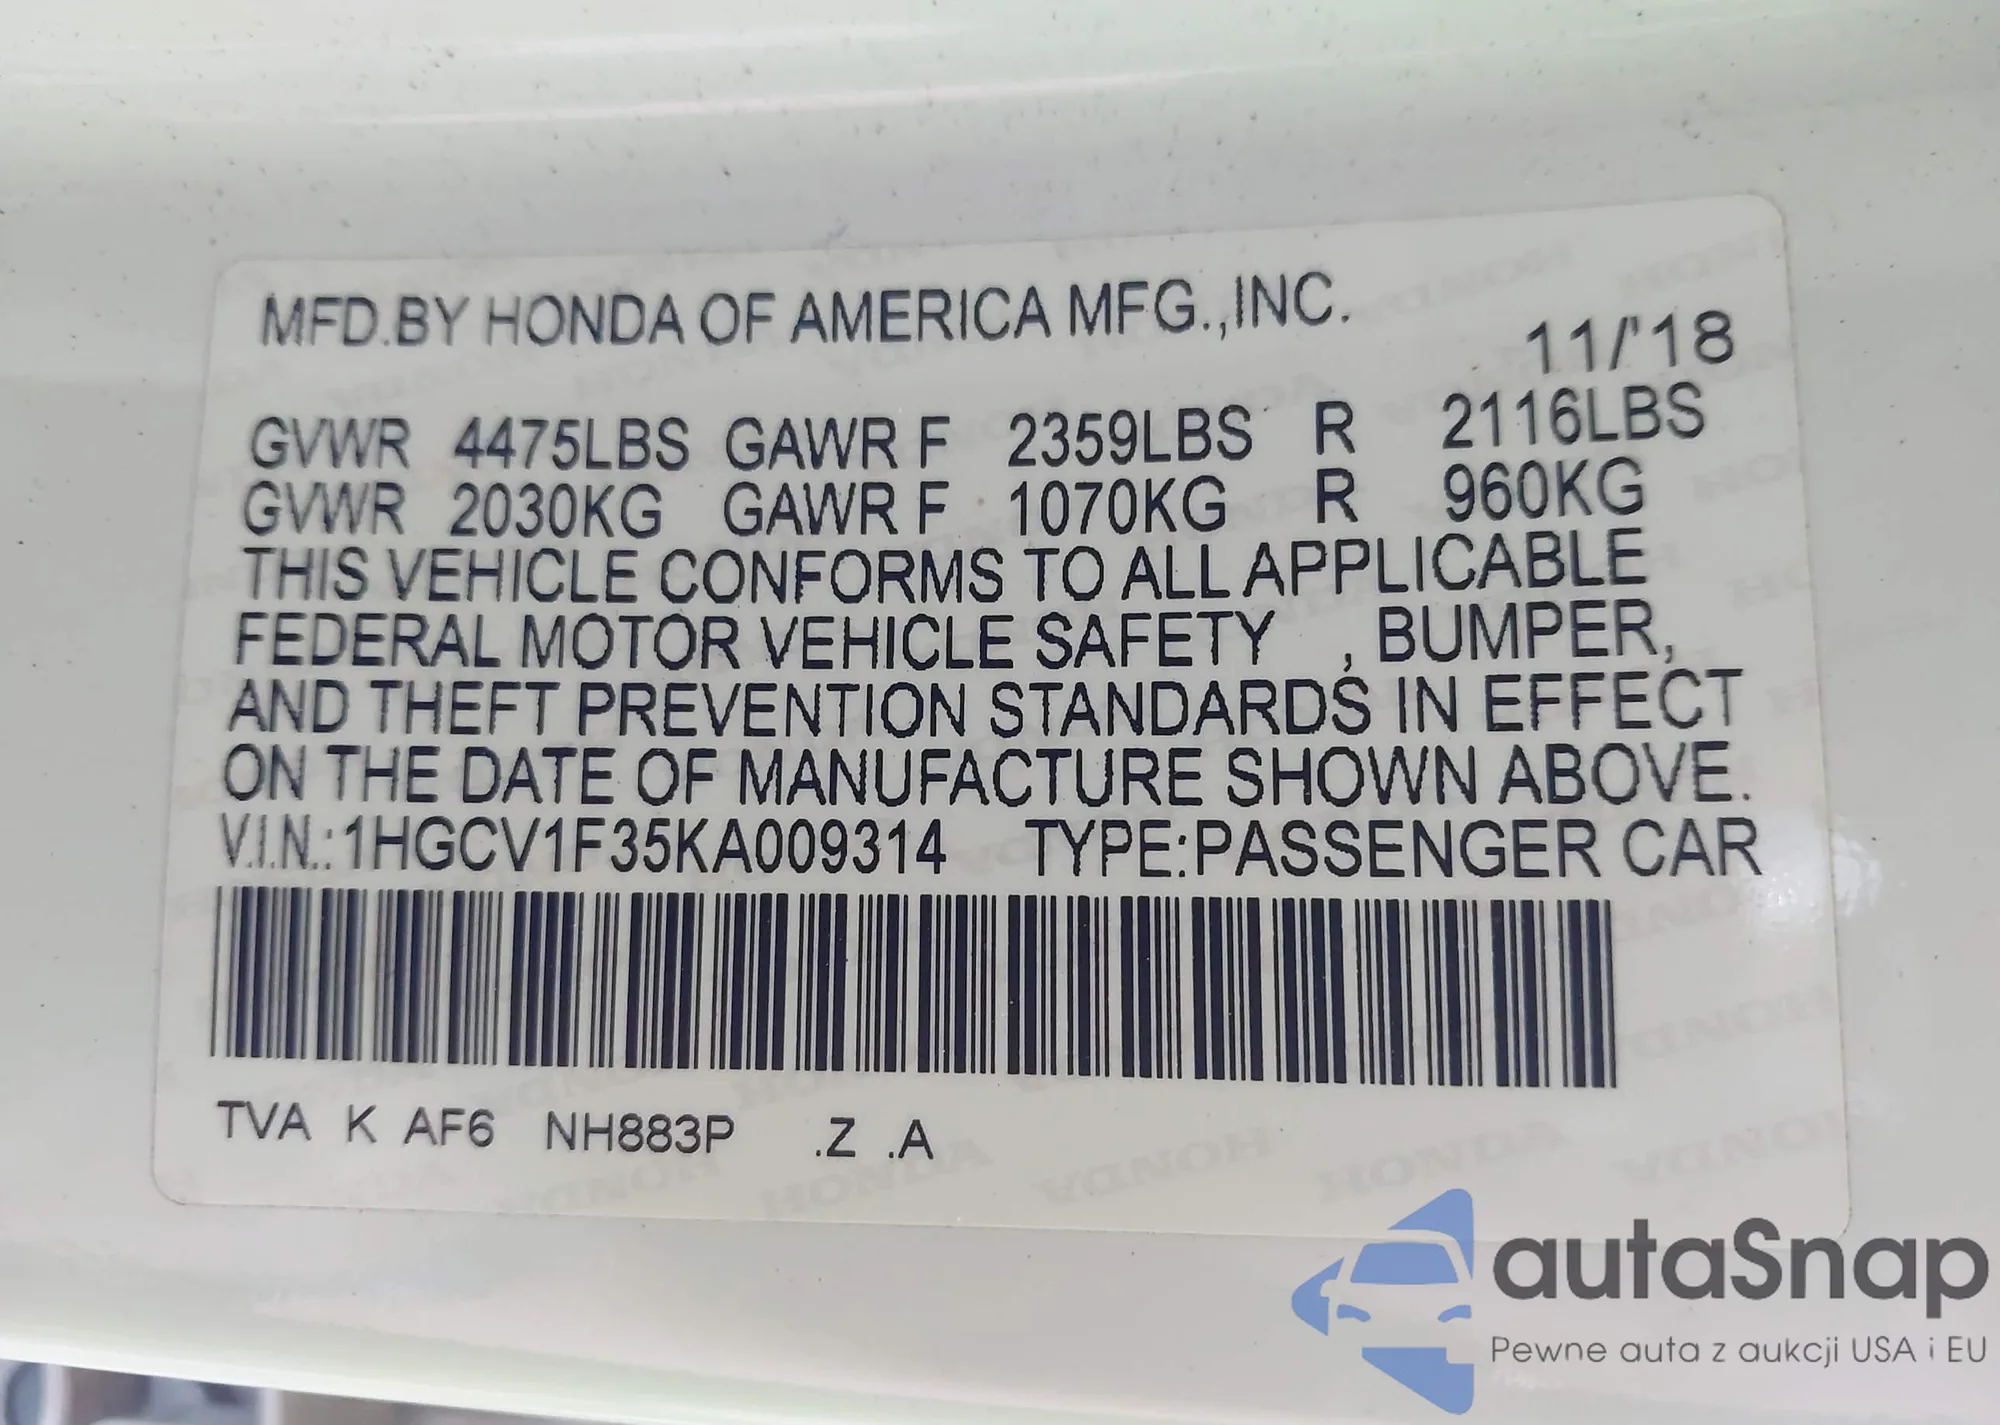 MFD.BY HONDA OF AMERICA MFG.,INC.
11/'18
GVWR 4475LBS GAWR F 2359LBS R 2116LBS
GVWR 2030KG GAWR F 1070KG R 960KG
THIS VEHICLE CONFORMS TO ALL APPLICABLE
FEDERAL MOTOR VEHICLE SAFETY , BUMPER,
AND THEFT PREVENTION STANDARDS IN EFFECT
ON THE DATE OF MANUFACTURE SHOWN ABOVE.
V.I.N.:1HGCV1F35KA009314 TYPE:PASSENGER CAR
TVA K AF6 NH883P .Z .A
autaSnap
Pewne auta z aukcji USA i EU